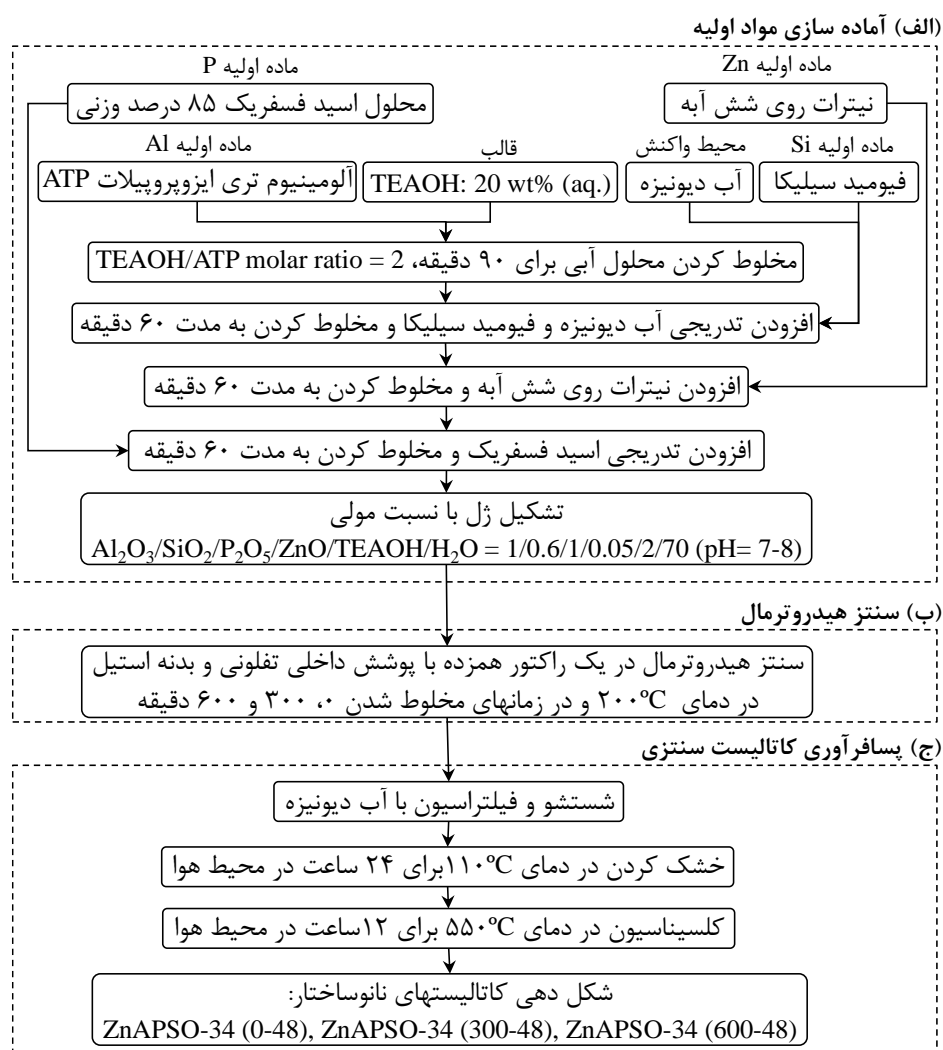 (الف) آماده سازی مواد اولیه
ماده اولیه Zn
ماده اولیه P
نیترات روی شش آبه
محلول اسید فسفریک ۸۵ درصد وزنی
ماده اولیه Si
محیط واکنش
قالب
ماده اولیه Al
فیومید سیلیکا
آب دیونیزه
TEAOH: 20 wt% (aq.)
آلومینیوم تری ایزوپروپیلات ATP
مخلوط کردن محلول آبی برای ۹۰ دقیقه، TEAOH/ATP molar ratio = 2
افزودن تدریجی آب دیونیزه و فیومید سیلیکا و مخلوط کردن به مدت ۶۰ دقیقه
افزودن نیترات روی شش آبه و مخلوط کردن به مدت ۶۰ دقیقه
افزودن تدریجی اسید فسفریک و مخلوط کردن به مدت ۶۰ دقیقه
تشکیل ژل با نسبت مولی
Al₂O₃/SiO₂/P₂O₅/ZnO/TEAOH/H₂O = 1/0.6/1/0.05/2/70 (pH= 7-8)
(ب) سنتز هیدروترمال
سنتز هیدروترمال در یک راکتور همزده با پوشش داخلی تفلونی و بدنه استیل
در دمای ۲۰۰ºC و در زمانهای مخلوط شدن ۰، ۳۰۰ و ۶۰۰ دقیقه
(ج) پسافرآوری کاتالیست سنتزی
شستشو و فیلتراسیون با آب دیونیزه
خشک کردن در دمای ۱۱۰ºC برای ۲۴ ساعت در محیط هوا
کلسیناسیون در دمای ۵۵۰ºC برای ۱۲ساعت در محیط هوا
شکل دهی کاتالیستهای نانوساختار:
ZnAPSO-34 (0-48), ZnAPSO-34 (300-48), ZnAPSO-34 (600-48)